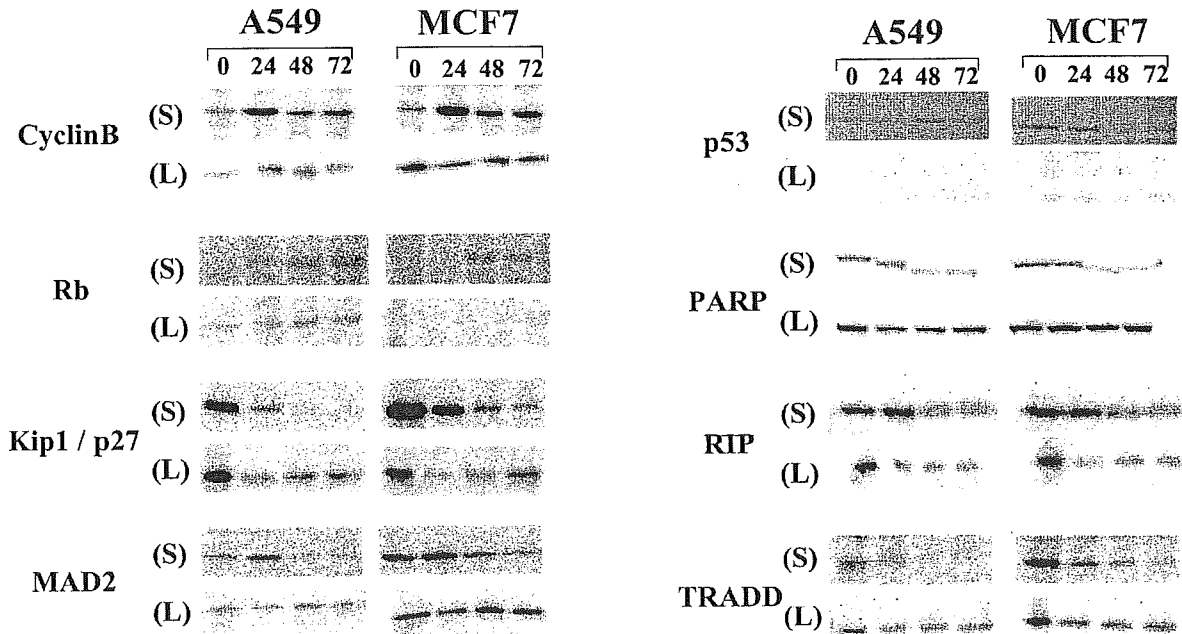 A549 MCF7
0 24 48 72 0 24 48 72
CyclinB (S)
(L)
Rb (S)
(L)
Kip1 / p27 (S)
(L)
MAD2 (S)
(L)
A549 MCF7
0 24 48 72 0 24 48 72
p53 (S)
(L)
PARP (S)
(L)
RIP (S)
(L)
TRADD (S)
(L)